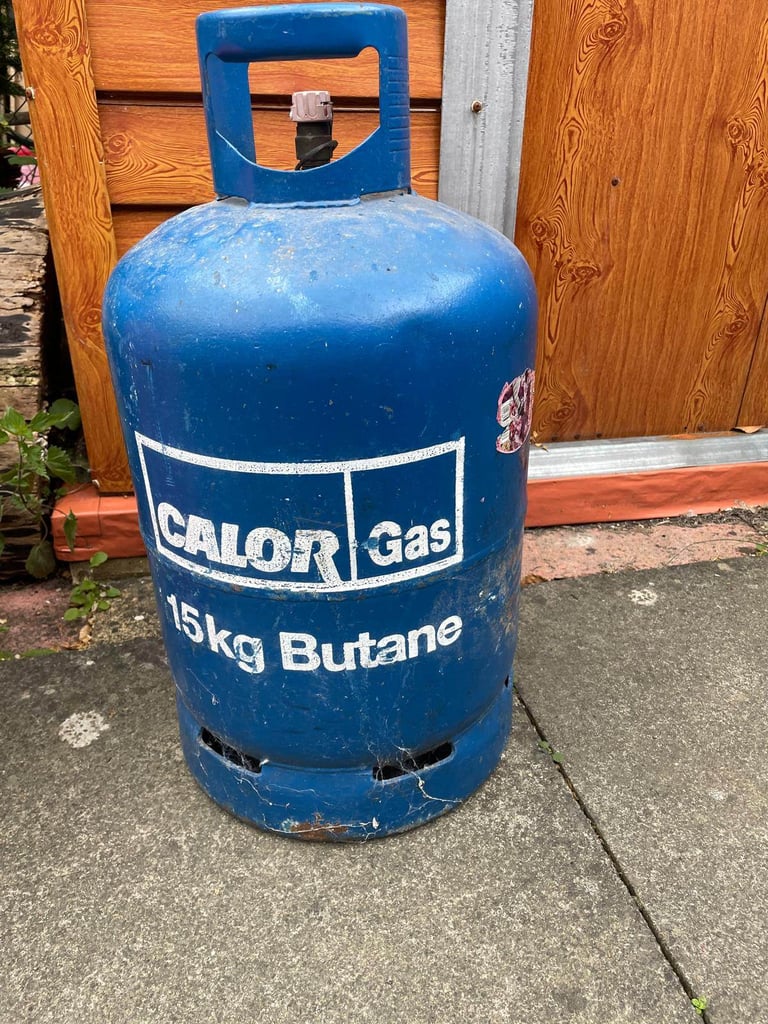 CALOR Gas
15kg Butane